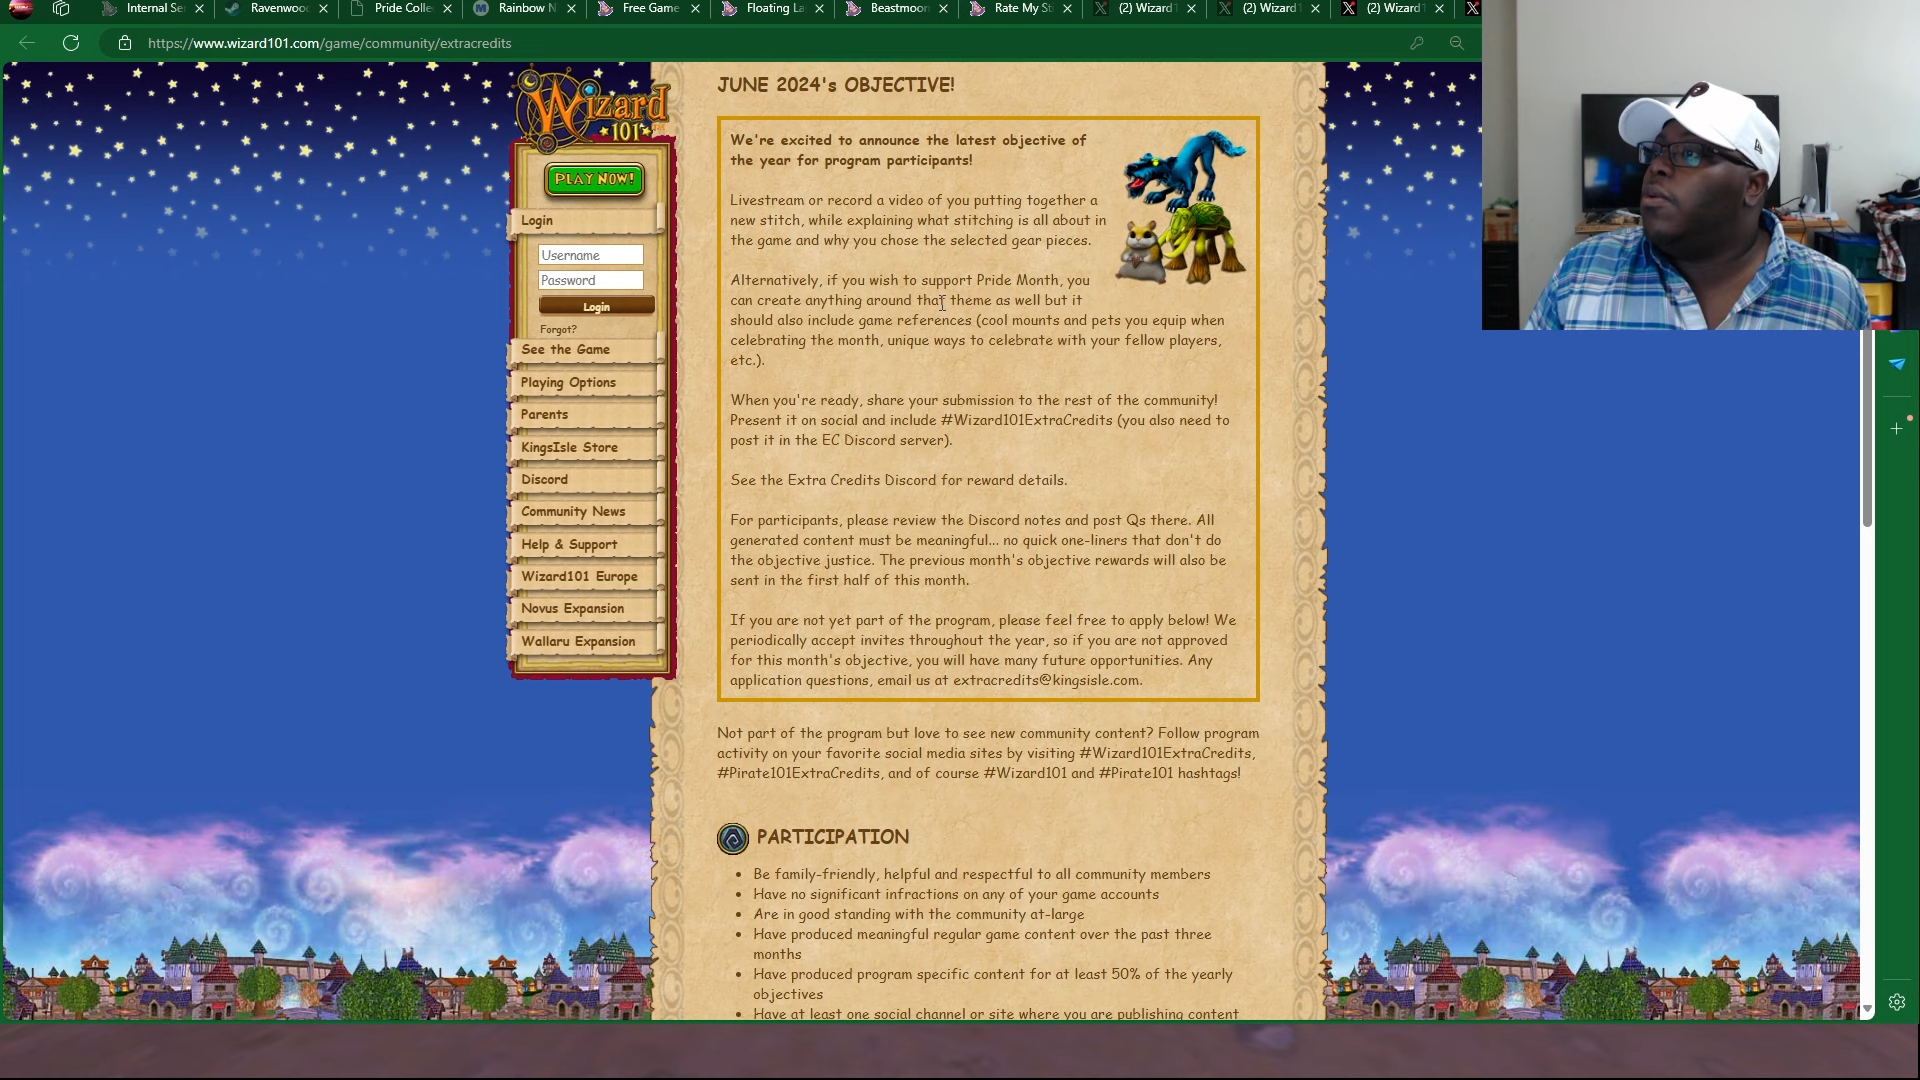 Internal Se
Ravenwoo
Pride Colle
Rainbow N
Free Game
Floating La
Beastmoon
Rate My St
(2) Wizard1
(2) Wizard1
(2) Wizard1
https://www.wizard101.com/game/community/extracredits
Wizard
101
PLAY NOW!
Login
Username
Password
Login
Forgot?
See the Game
Playing Options
Parents
KingsIsle Store
Discord
Community News
Help & Support
Wizard101 Europe
Novus Expansion
Wallaru Expansion
JUNE 2024's OBJECTIVE!
We're excited to announce the latest objective of
the year for program participants!
Livestream or record a video of you putting together a
new stitch, while explaining what stitching is all about in
the game and why you chose the selected gear pieces.
Alternatively, if you wish to support Pride Month, you
can create anything around that theme as well but it
should also include game references (cool mounts and pets you equip when
celebrating the month, unique ways to celebrate with your fellow players,
etc.).
When you're ready, share your submission to the rest of the community!
Present it on social and include #Wizard101ExtraCredits (you also need to
post it in the EC Discord server).
See the Extra Credits Discord for reward details.
For participants, please review the Discord notes and post Qs there. All
generated content must be meaningful... no quick one-liners that don't do
the objective justice. The previous month's objective rewards will also be
sent in the first half of this month.
If you are not yet part of the program, please feel free to apply below! We
periodically accept invites throughout the year, so if you are not approved
for this month's objective, you will have many future opportunities. Any
application questions, email us at extracredits@kingsisle.com.
Not part of the program but love to see new community content? Follow program
activity on your favorite social media sites by visiting #Wizard101ExtraCredits,
#Pirate101ExtraCredits, and of course #Wizard101 and #Pirate101 hashtags!
PARTICIPATION
• Be family-friendly, helpful and respectful to all community members
• Have no significant infractions on any of your game accounts
• Are in good standing with the community at-large
• Have produced meaningful regular game content over the past three
months
• Have produced program specific content for at least 50% of the yearly
objectives
• Have at least one social channel or site where you are publishing content